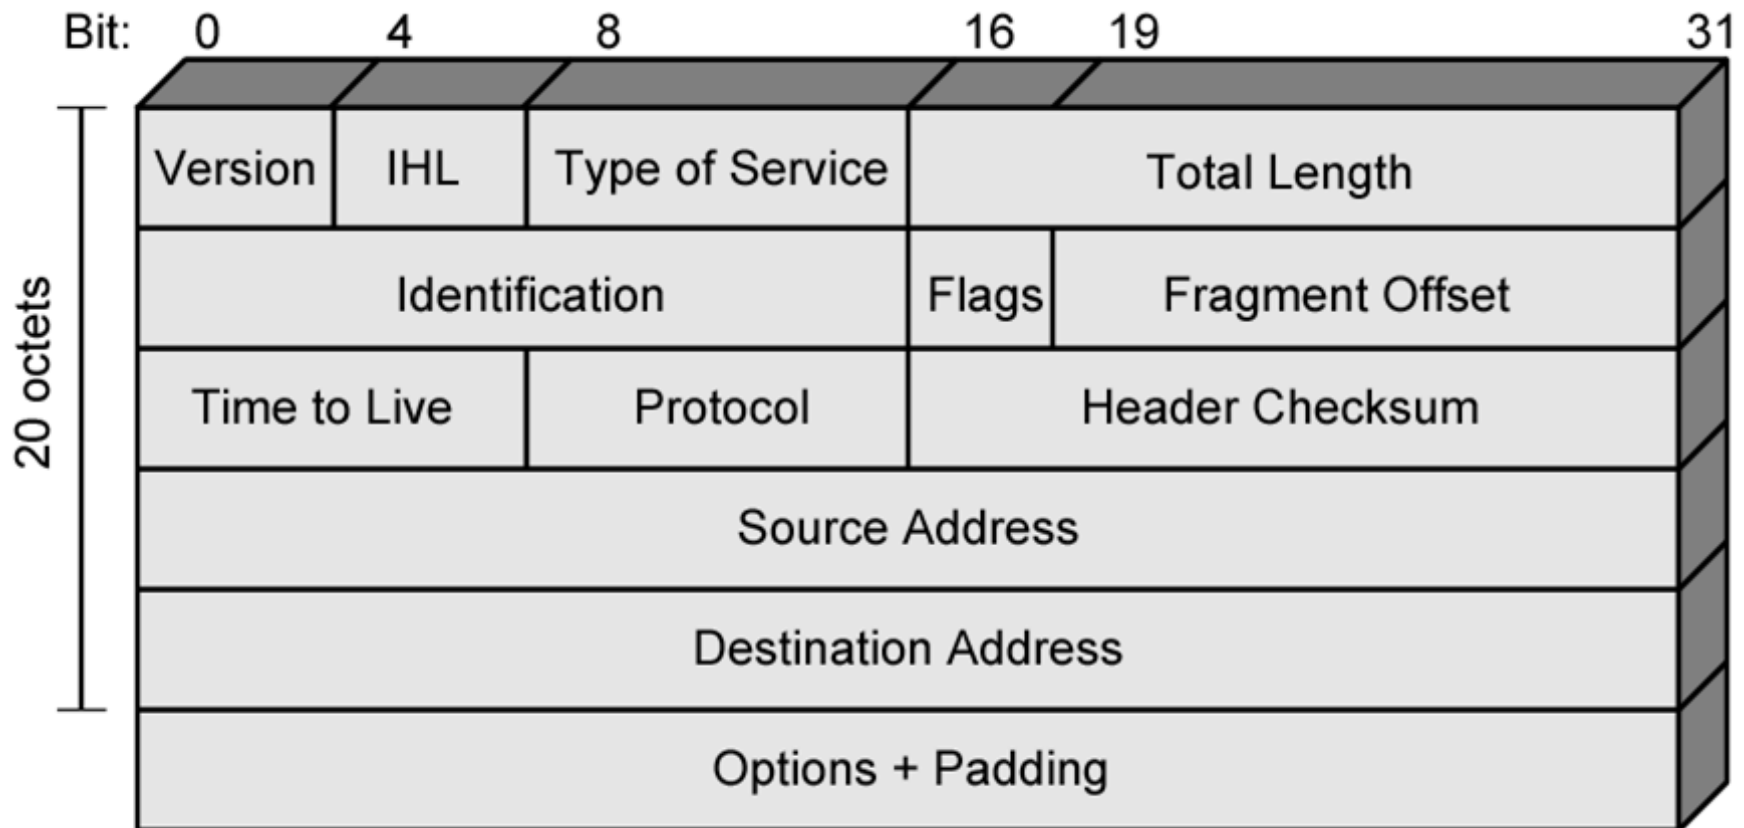 Bit: 0 4 8 16 19 31
Version IHL Type of Service Total Length
Identification Flags Fragment Offset
Time to Live Protocol Header Checksum
Source Address
Destination Address
Options + Padding
20 octets